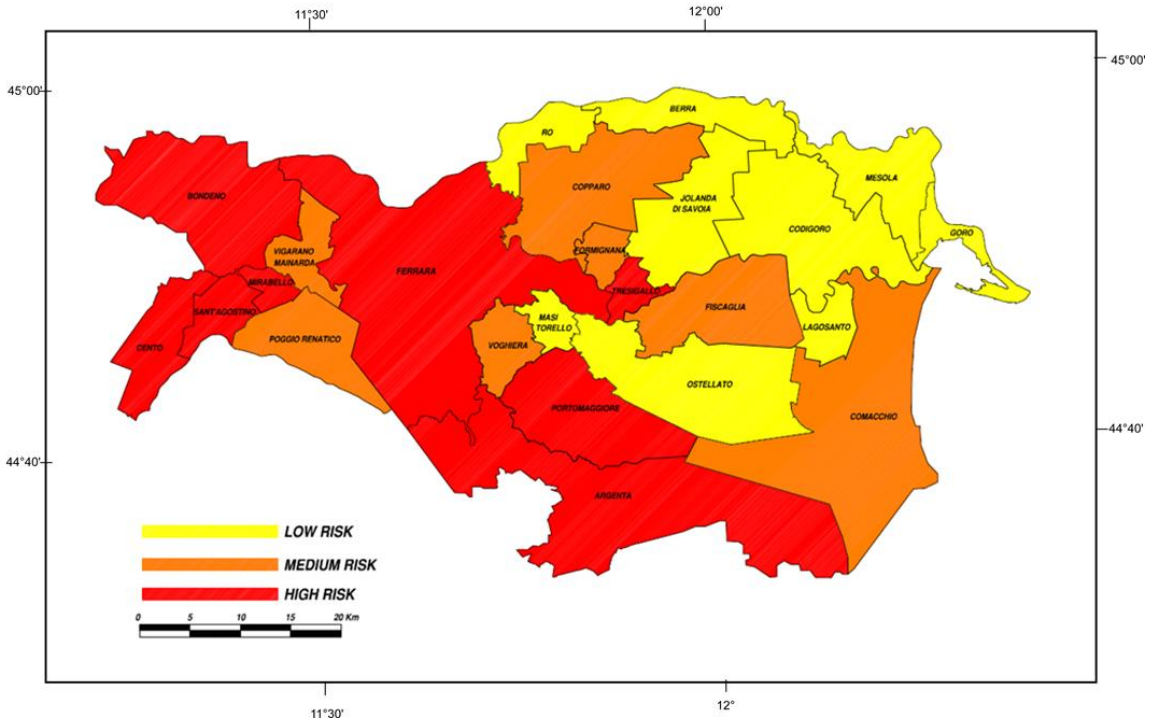 11°30'
12°00'
45°00'
45°00'
BERRA
RO
MESOLA
COPPARO
BONDENO
JOLANDA
DI SAVOIA
CODIGORO
GORO
VIGARANO
MAINARDA
FORMIGNANA
FERRARA
MIRABELLO
TRESIGALLO
FISCAGLIA
SANT'AGOSTINO
MASI
TORELLO
LAGOSANTO
POGGIO RENATICO
VOGHIERA
CENTO
OSTELLATO
PORTOMAGGIORE
COMACCHIO
44°40'
44°40'
ARGENTA
LOW RISK
MEDIUM RISK
HIGH RISK
0 5 10 15 20 Km
11°30'
12°